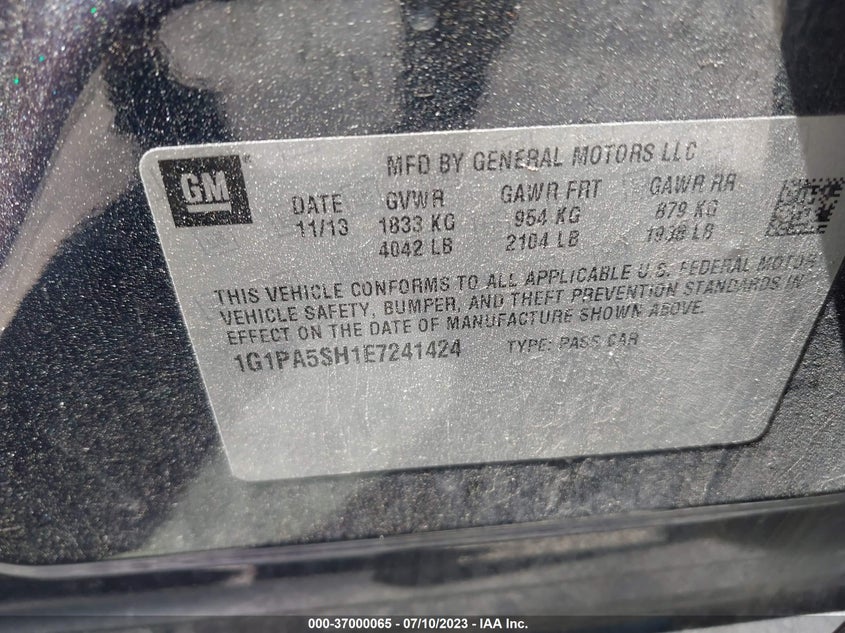 GM
MFD BY GENERAL MOTORS LLC
DATE GVWR GAWR FRT GAWR RR
11/13 1833 KG 954 KG 879 KG
4042 LB 2104 LB 1938 LB
THIS VEHICLE CONFORMS TO ALL APPLICABLE U.S. FEDERAL MOTOR
VEHICLE SAFETY, BUMPER, AND THEFT PREVENTION STANDARDS IN
EFFECT ON THE DATE OF MANUFACTURE SHOWN ABOVE.
1G1PA5SH1E7241424 TYPE: PASS CAR
000-37000065 - 07/10/2023 - IAA Inc.